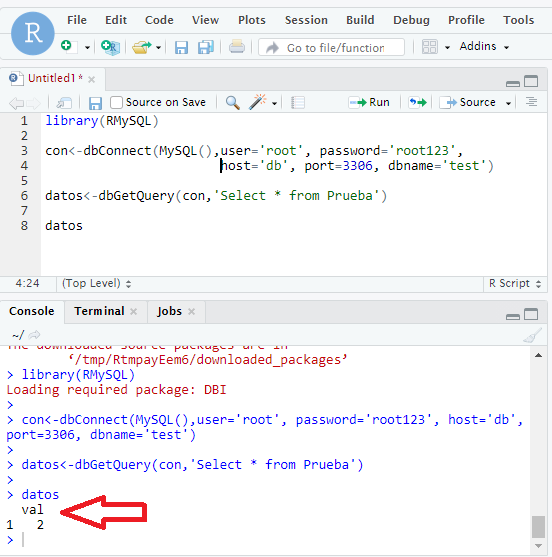 File Edit Code View Plots Session Build Debug Profile Tools
R
Go to file/function Addins
Untitled1* ×
Source on Save Run Source
1 library(RMySQL)
2
3 con<-dbConnect(MySQL(),user='root', password='root123',
4 host='db', port=3306, dbname='test')
5
6 datos<-dbGetQuery(con,'Select * from Prueba')
7
8 datos
4:24 (Top Level) R Script
Console Terminal × Jobs ×
~/
The downloaded source packages are in
‘/tmp/RtmpayEem6/downloaded_packages’
> library(RMySQL)
Loading required package: DBI
>
> con<-dbConnect(MySQL(),user='root', password='root123', host='db',
port=3306, dbname='test')
>
> datos<-dbGetQuery(con,'Select * from Prueba')
>
> datos
val
1 2
>